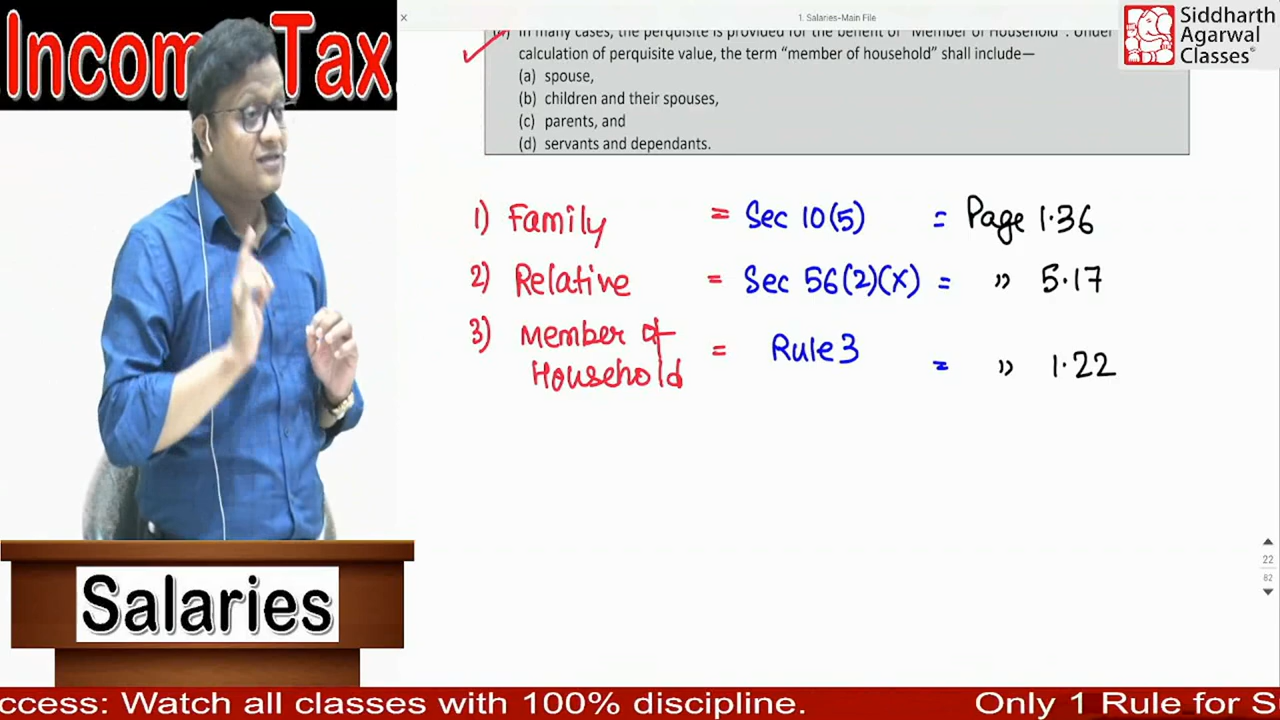 Income Tax
1. Salaries-Main File
Siddharth
Agarwal
Classes
In many cases, the perquisite is provided for the benefit of "Member of Household". Under
calculation of perquisite value, the term "member of household" shall include—
(a) spouse,
(b) children and their spouses,
(c) parents, and
(d) servants and dependants.
1) Family = Sec 10(5) = Page 1.36
2) Relative = Sec 56(2)(x) = " 5.17
3) Member of
Household = Rule 3 = " 1.22
22
82
Salaries
ccess: Watch all classes with 100% discipline. Only 1 Rule for S